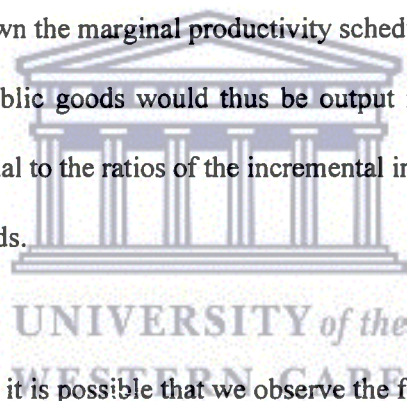 wn the marginal productivity sched
blic goods would thus be output
al to the ratios of the incremental in
ds.
UNIVERSITY of the
WESTERN CAPE
it is possible that we observe the f